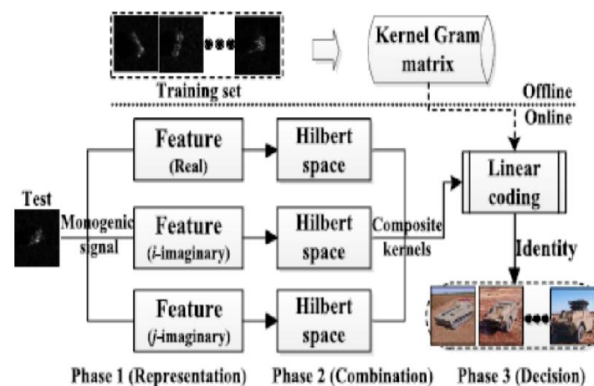 Kernel Gram
matrix
Training set
Offline
Online
Feature
(Real)
Hilbert
space
Linear
coding
Test
Monogenic
signal
Feature
(i-imaginary)
Hilbert
space
Composite
kernels
Identity
Feature
(j-imaginary)
Hilbert
space
Phase 1 (Representation)
Phase 2 (Combination)
Phase 3 (Decision)